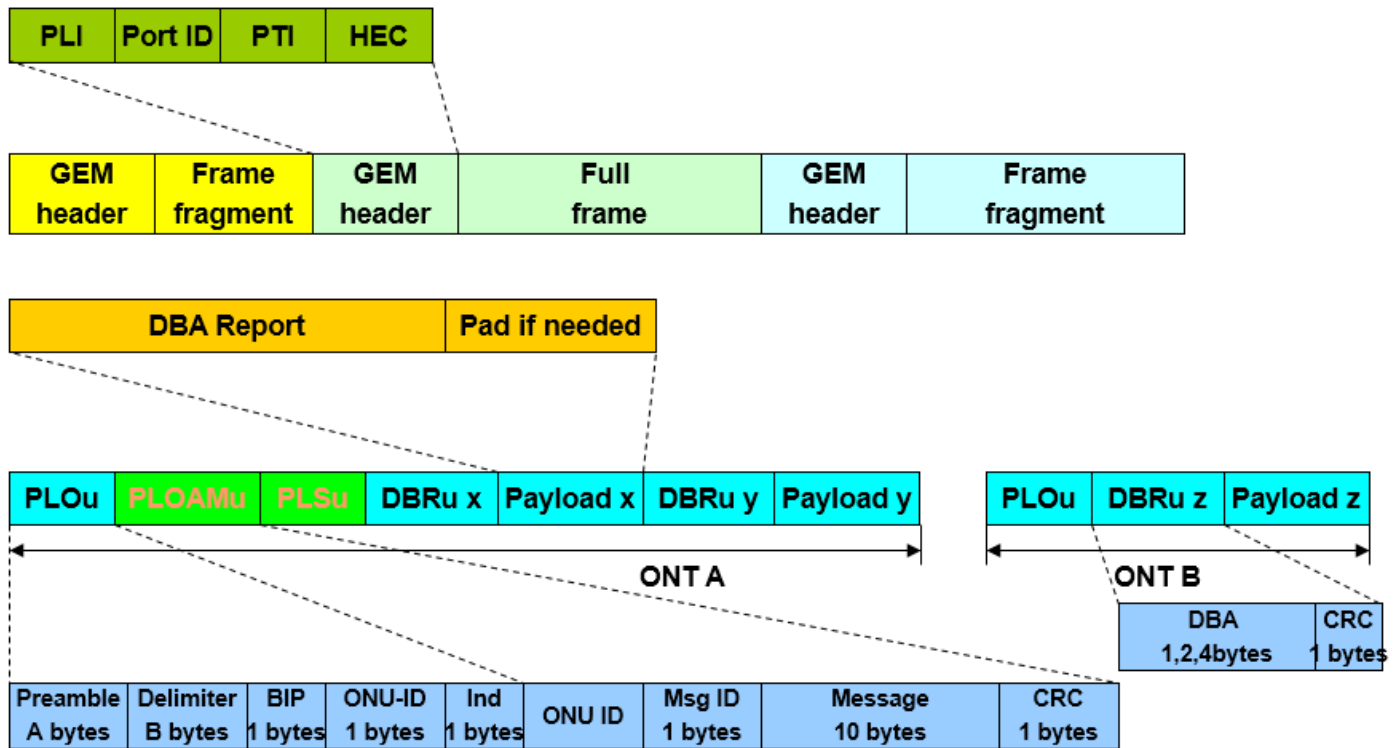 PLI Port ID PTI HEC
GEM header Frame fragment GEM header Full frame GEM header Frame fragment
DBA Report Pad if needed
PLOu PLOAMu PLSu DBRu x Payload x DBRu y Payload y PLOu DBRu z Payload z
ONT A ONT B
DBA 1,2,4bytes CRC 1 bytes
Preamble A bytes Delimiter B bytes BIP 1 bytes ONU-ID 1 bytes Ind 1 bytes ONU ID Msg ID 1 bytes Message 10 bytes CRC 1 bytes